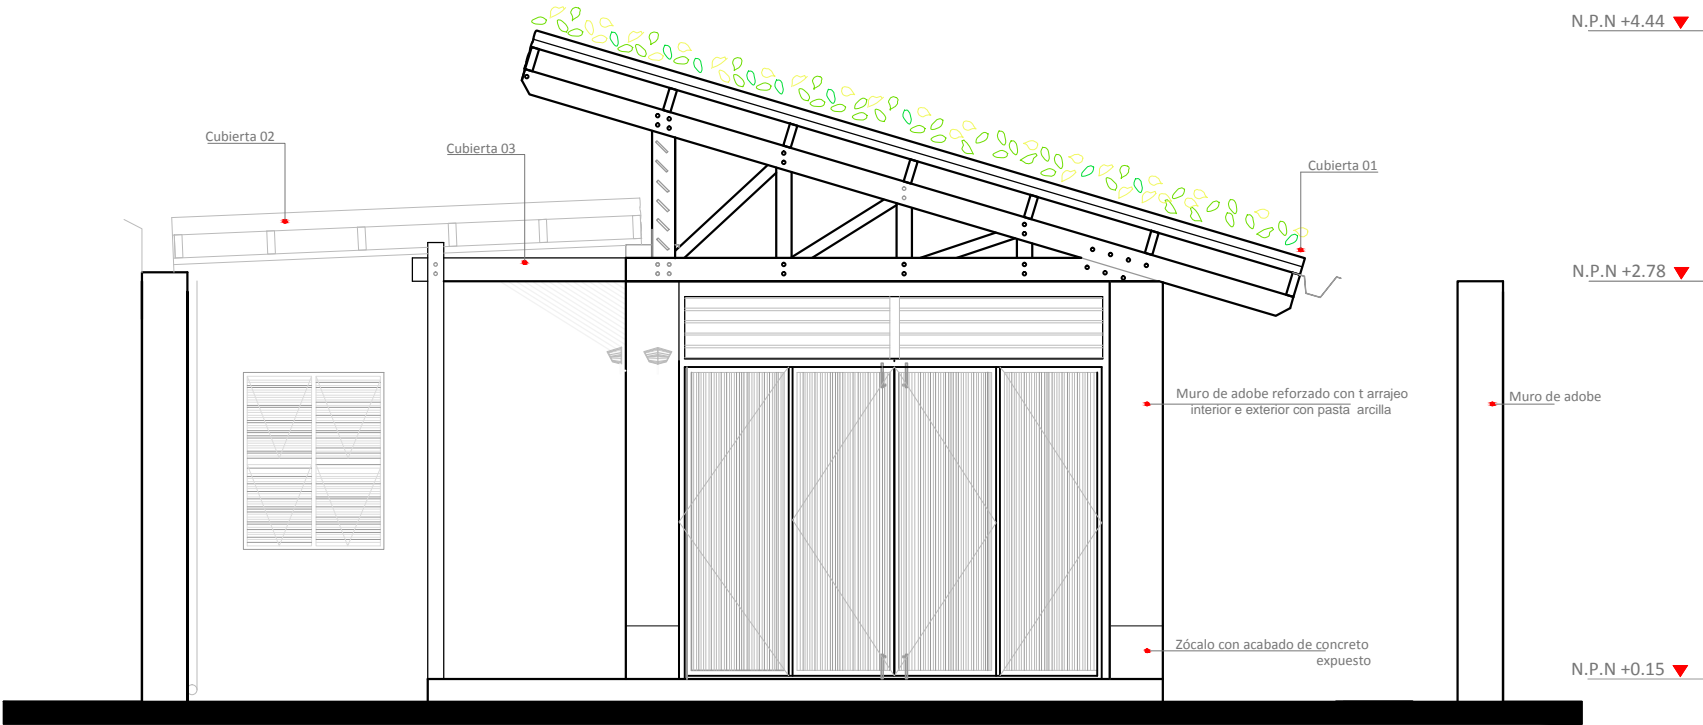 N.P.N +4.44
Cubierta 02
Cubierta 03
Cubierta 01
N.P.N +2.78
Muro de adobe reforzado con t arrajeo
interior e exterior con pasta arcilla
Muro de adobe
Zócalo con acabado de concreto
expuesto
N.P.N +0.15